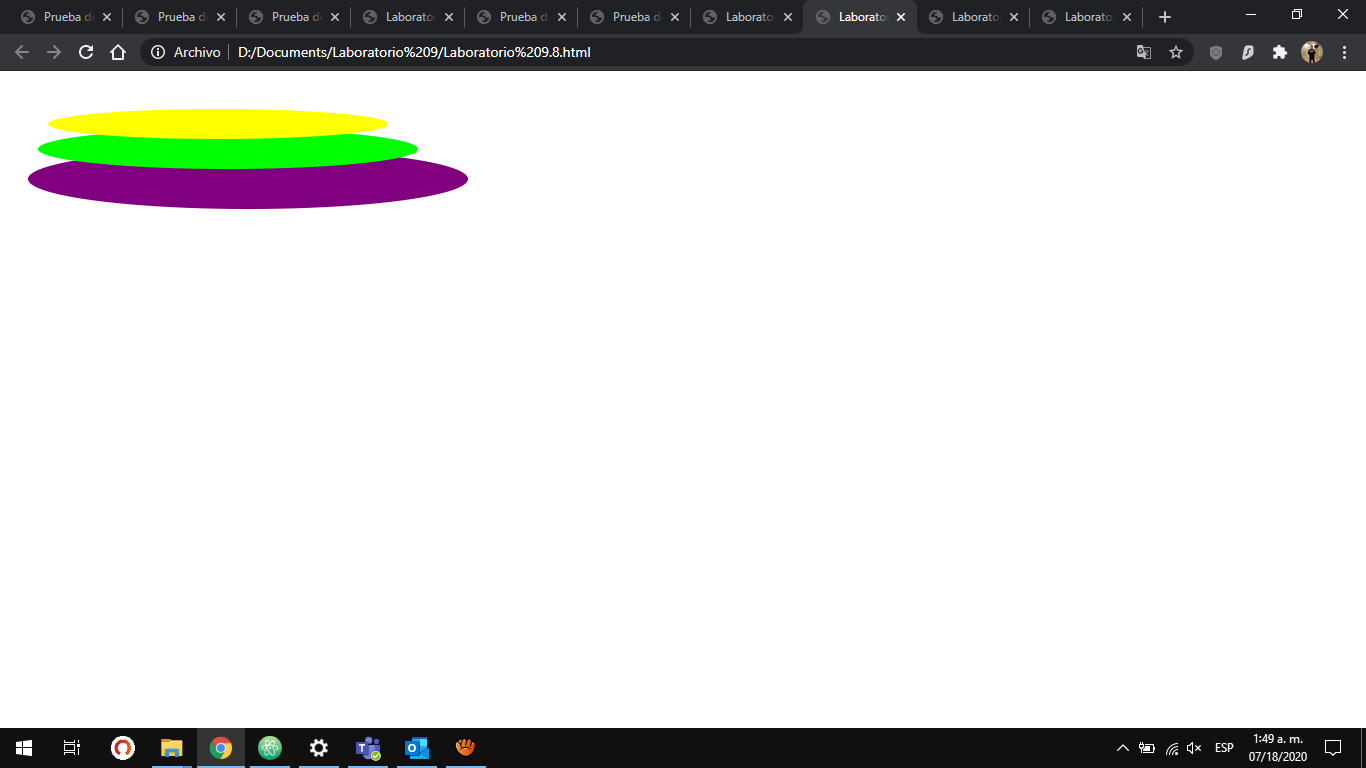 Prueba de Prueba d Prueba d Laborato Prueba d Prueba d Laborato Laborato Laborato Laborato
Archivo D:/Documents/Laboratorio%209/Laboratorio%209.8.html
ESP
1:49 a. m.
07/18/2020